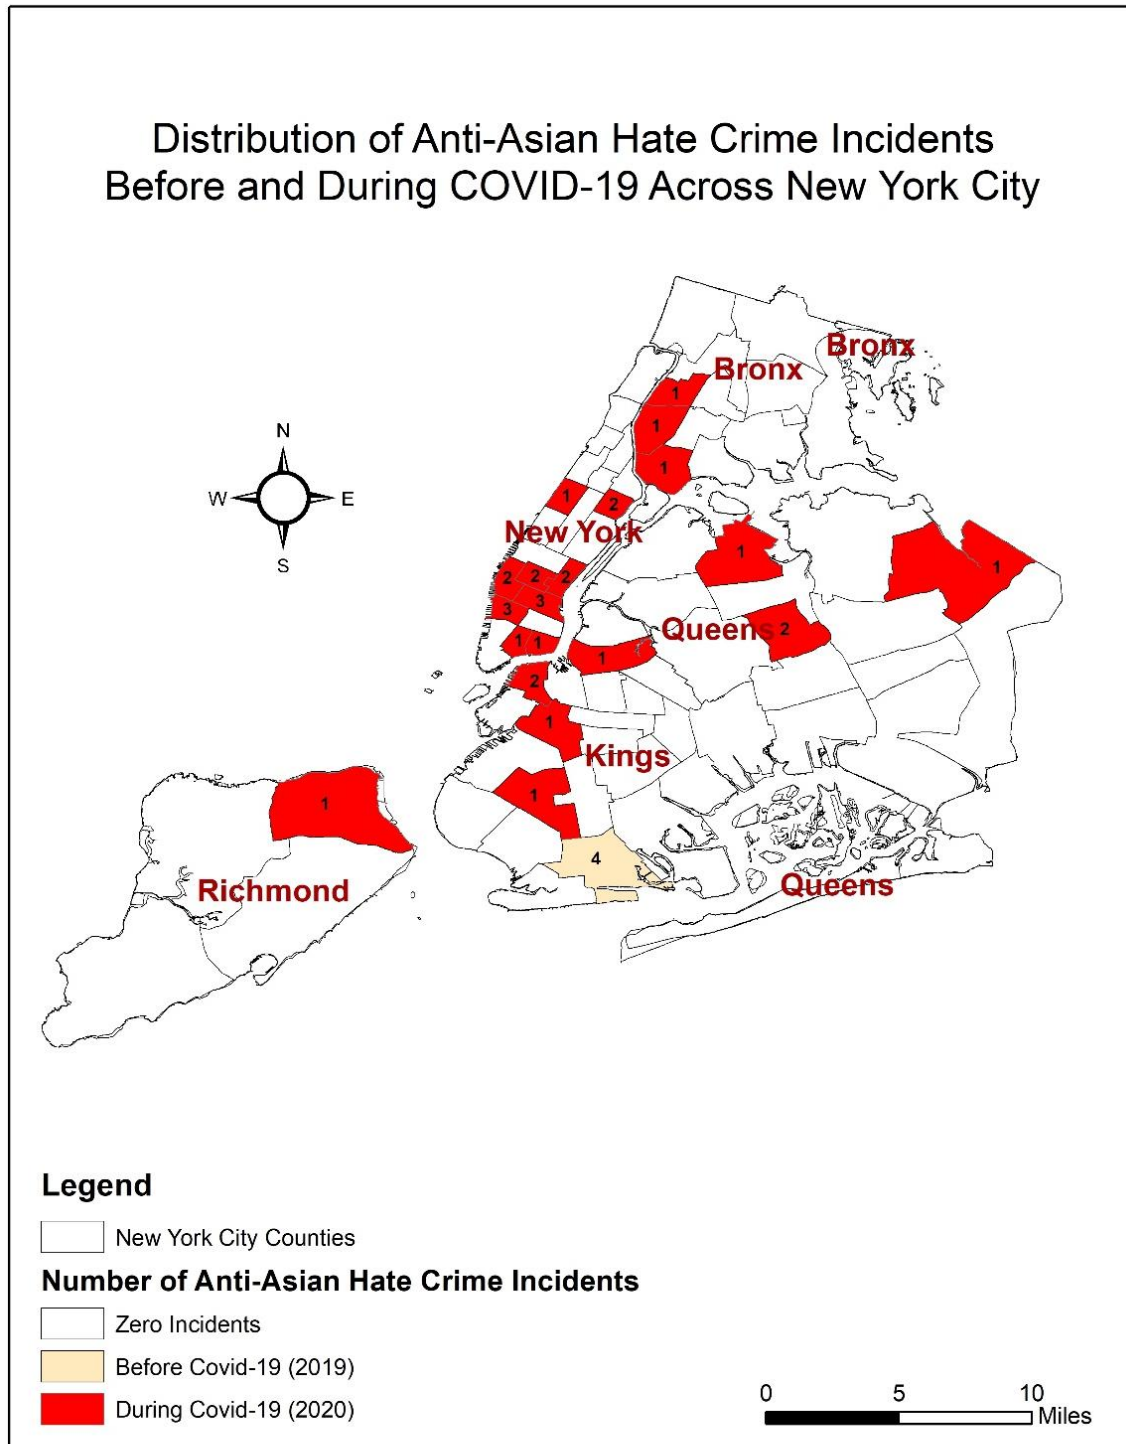 Distribution of Anti-Asian Hate Crime Incidents
Before and During COVID-19 Across New York City
Bronx
Bronx
1
1
N
1
W
E
1
2
New York
S
1
1
2
2
2
3
3
Queens
2
1
1
1
2
1
Kings
1
1
4
Richmond
Queens
Legend
New York City Counties
Number of Anti-Asian Hate Crime Incidents
Zero Incidents
Before Covid-19 (2019)
During Covid-19 (2020)
0 5 10
Miles